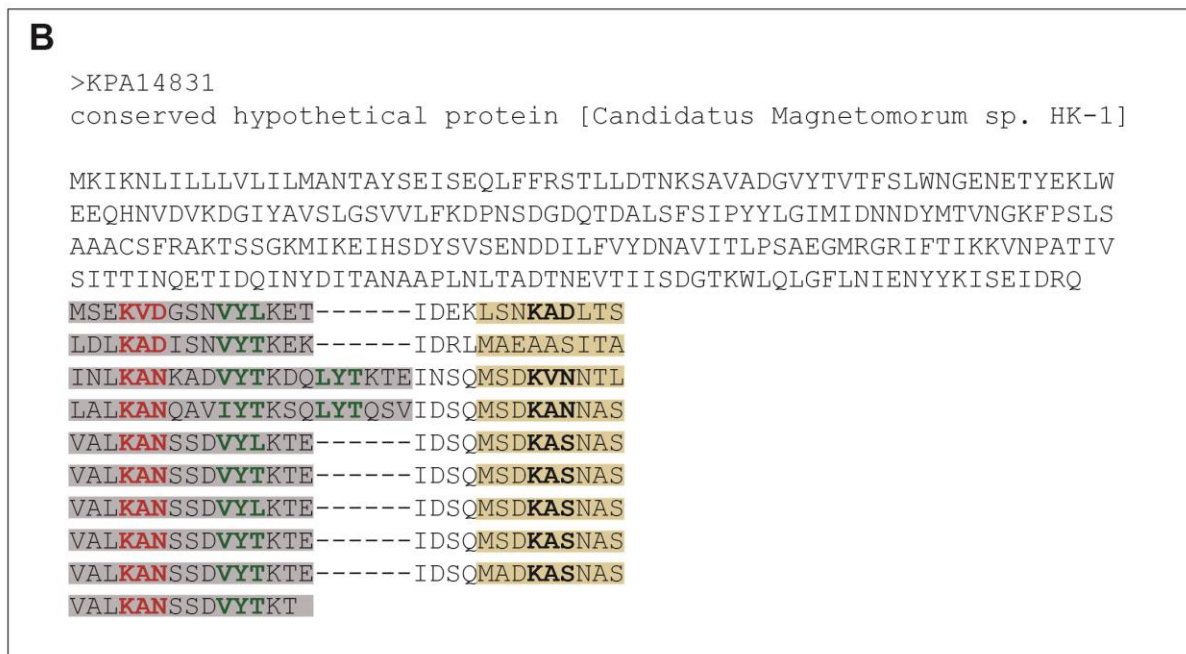 B
>KPA14831
conserved hypothetical protein [Candidatus Magnetomorum sp. HK-1]
MKIKNLILLLVLILMANTAYSEISEQLFFRSTLLDTNKSAVADGVYTVTFSLWNGENETYEKLW
EEQHNVDVKDGIYAVSLGSVVLFKDPNSDGDQTDALSFSIPYYLGIMIDNNDYMTVNGKFPSLS
AAACSFRAKTSSGKMIKEIHSDYSVSENDDILFVYDNAVITLPSAEGMRGRIFTIKKVNPATIV
SITTINQETIDQINYDITANAAPLNLTADTNEVTIISDGTKWLQLGFLNIENYYKISEIDRQ
MSEKVDGSNVYLKET------IDEKLSNKADLTS
LDLKADISNVYTKEK------IDRLMAEAASITA
INLKANKADVYTKDQLYTKTEINSQMSDKVNNTL
LALKANQAVIYTKSQLYTQSVIDSQMSDKANNAS
VALKANSSDVYLKTE------IDSQMSDKASNAS
VALKANSSDVYTKTE------IDSQMSDKASNAS
VALKANSSDVYLKTE------IDSQMSDKASNAS
VALKANSSDVYTKTE------IDSQMSDKASNAS
VALKANSSDVYTKTE------IDSQMADKASNAS
VALKANSSDVYTKT